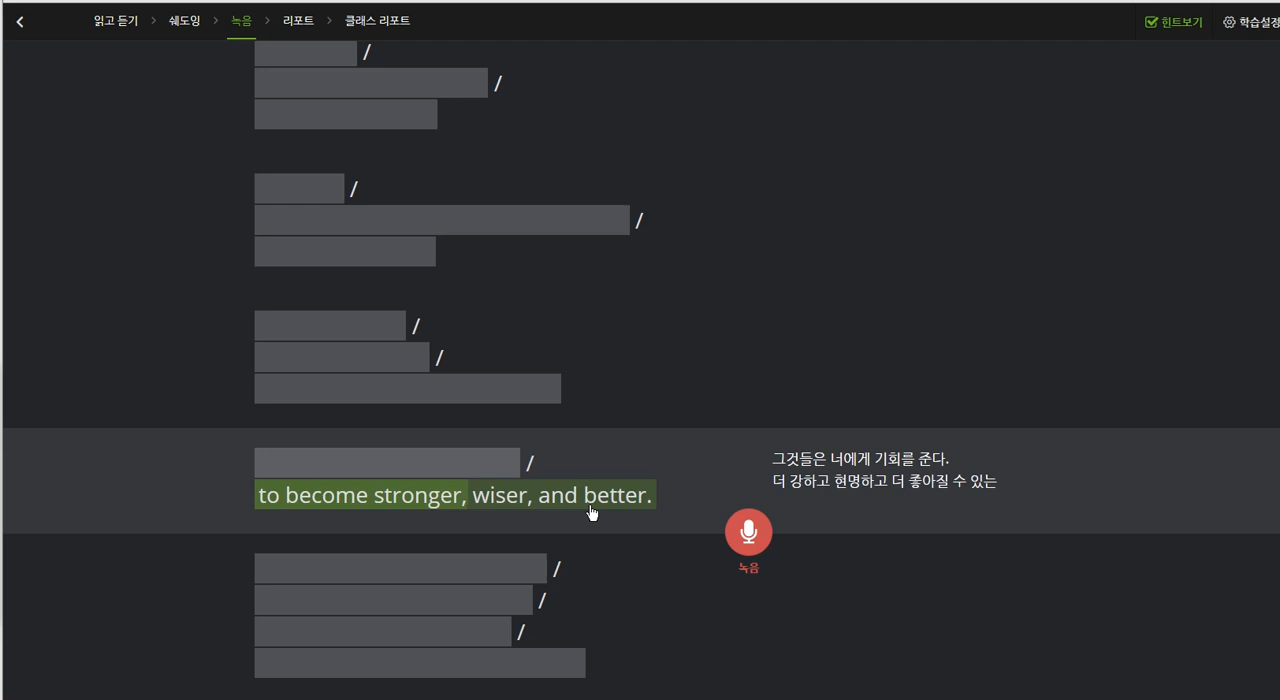 읽고 듣기 > 쉐도잉 > 녹음 > 리포트 > 클래스 리포트
힌트보기
학습설정
/
/
/
/
/
/
/
to become stronger, wiser, and better.
그것들은 너에게 기회를 준다.
더 강하고 현명하고 더 좋아질 수 있는
녹음
/
/
/